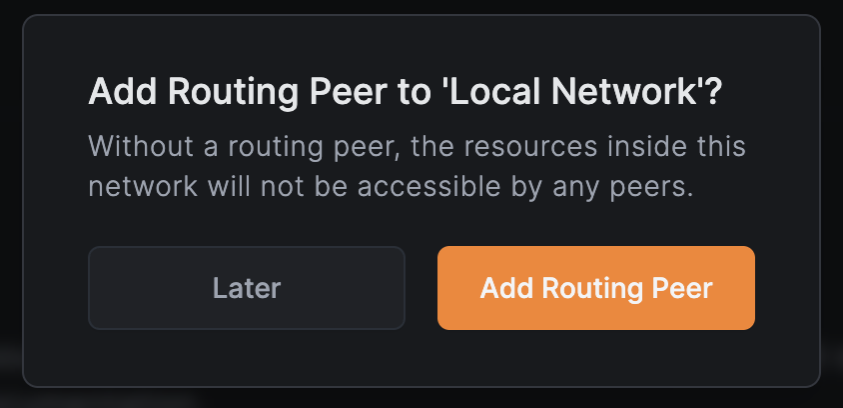 Add Routing Peer to 'Local Network'?
Without a routing peer, the resources inside this
network will not be accessible by any peers.
Later
Add Routing Peer